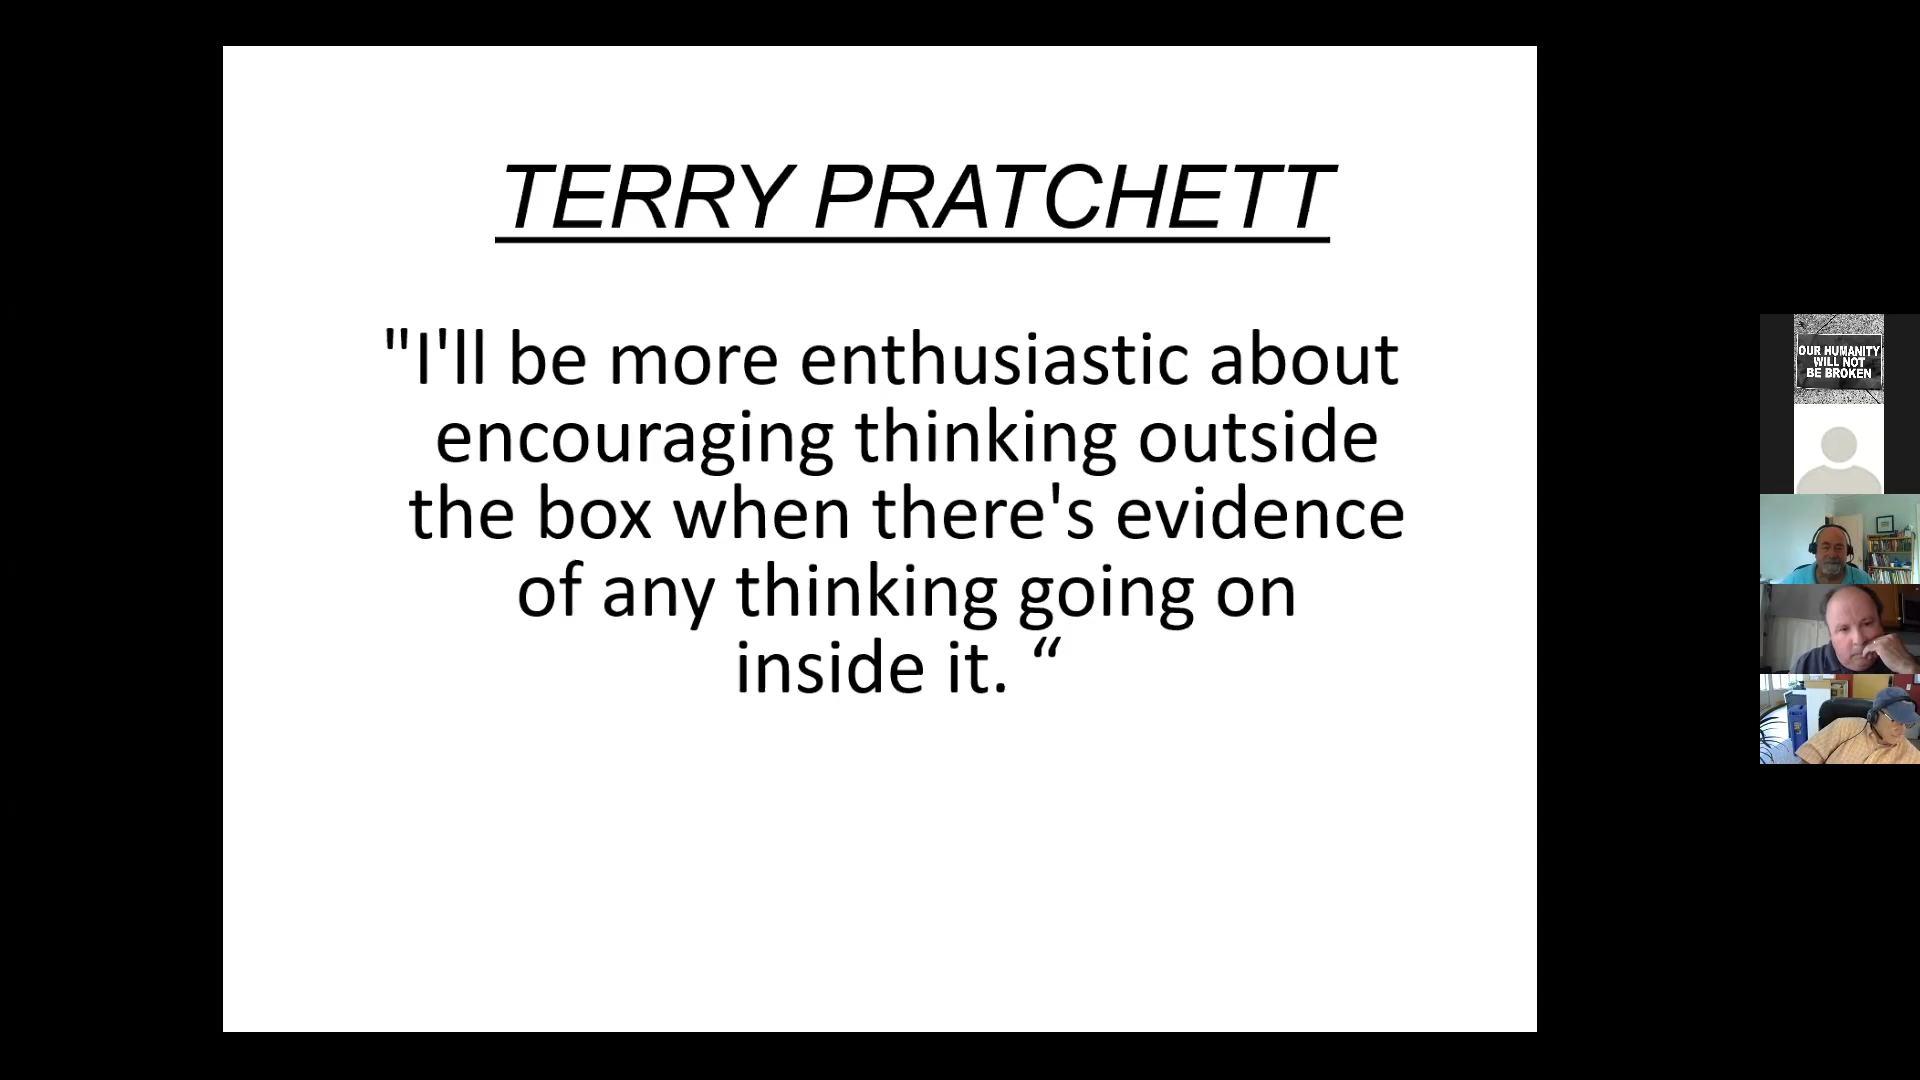 TERRY PRATCHETT
"I'll be more enthusiastic about
encouraging thinking outside
the box when there's evidence
of any thinking going on
inside it. “
OUR HUMANITY
WILL NOT
BE BROKEN